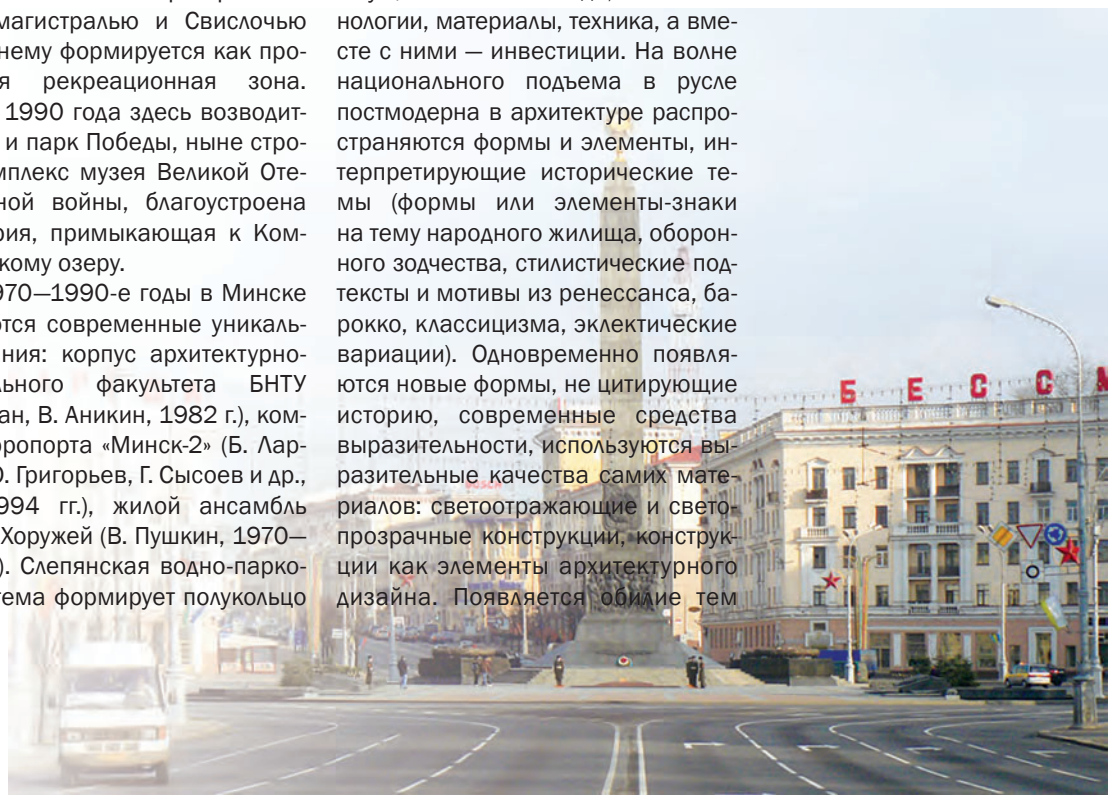 магистралью и Свислочью
нему формируется как про-
я рекреационная зона.
1990 года здесь возводит-
и парк Победы, ныне стро-
мплекс музея Великой Оте-
ной войны, благоустроена
рия, примыкающая к Ком-
кому озеру.
970—1990-е годы в Минске
ются современные уникаль-
ния: корпус архитектурно-
льного факультета БНТУ
ан, В. Аникин, 1982 г.), ком-
эропорта «Минск-2» (Б. Лар-
Ю. Григорьев, Г. Сысоев и др.,
1994 гг.), жилой ансамбль
Хоружей (В. Пушкин, 1970—
). Слепянская водно-парко-
тема формирует полукольцо
нологии, материалы, техника, а вме-
сте с ними — инвестиции. На волне
национального подъема в русле
постмодерна в архитектуре распро-
страняются формы и элементы, ин-
терпретирующие исторические те-
мы (формы или элементы-знаки
на тему народного жилища, оборон-
ного зодчества, стилистические под-
тексты и мотивы из ренессанса, ба-
рокко, классицизма, эклектические
вариации). Одновременно появля-
ются новые формы, не цитирующие
историю, современные средства
выразительности, используются вы-
разительные качества самих мате-
риалов: светоотражающие и свето-
прозрачные конструкции, конструк-
ции как элементы архитектурного
дизайна. Появляется обилие тем
БЕСС